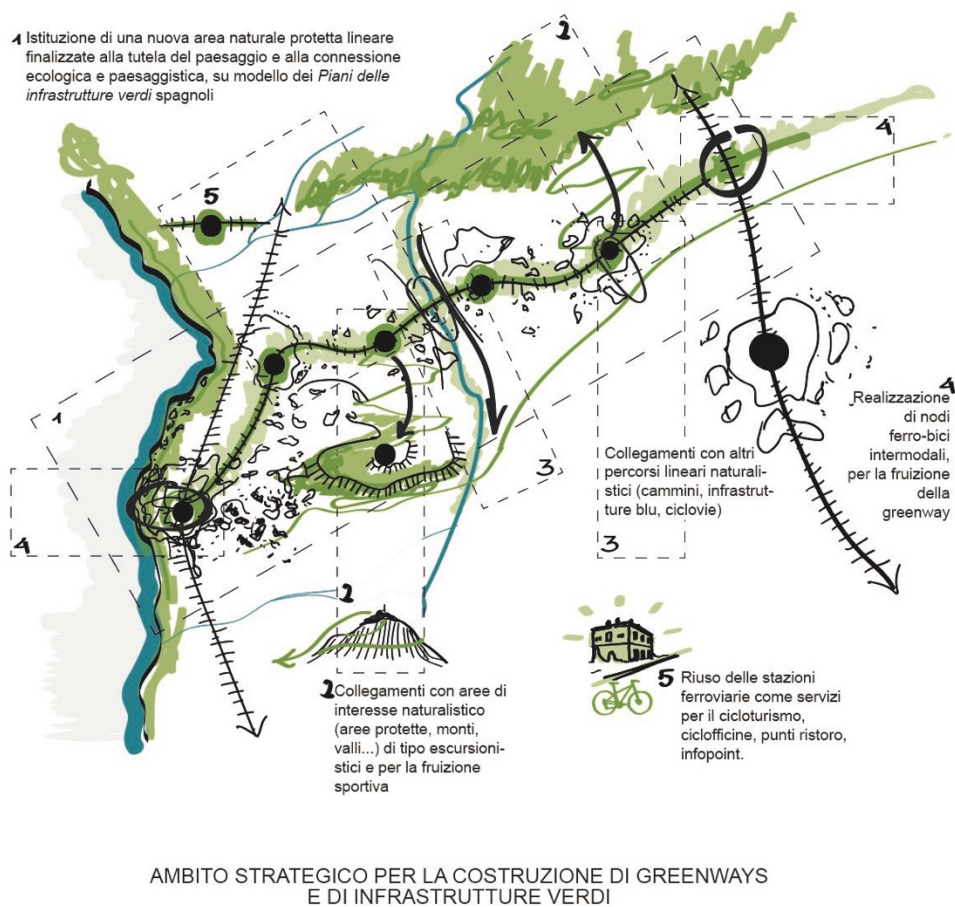 1 Istituzione di una nuova area naturale protetta lineare
finalizzate alla tutela del paesaggio e alla connessione
ecologica e paesaggistica, su modello dei Piani delle
infrastrutture verdi spagnoli
2
4
5
1
4
3
Collegamenti con altri
percorsi lineari naturali-
stici (cammini, infrastrut-
ture blu, ciclovie)
3
4
Realizzazione
di nodi
ferro-bici
intermodali,
per la fruizione
della
greenway
2
2 Collegamenti con aree di
interesse naturalistico
(aree protette, monti,
valli...) di tipo escursioni-
stici e per la fruizione
sportiva
5 Riuso delle stazioni
ferroviarie come servizi
per il cicloturismo,
ciclofficine, punti ristoro,
infopoint.
AMBITO STRATEGICO PER LA COSTRUZIONE DI GREENWAYS
E DI INFRASTRUTTURE VERDI